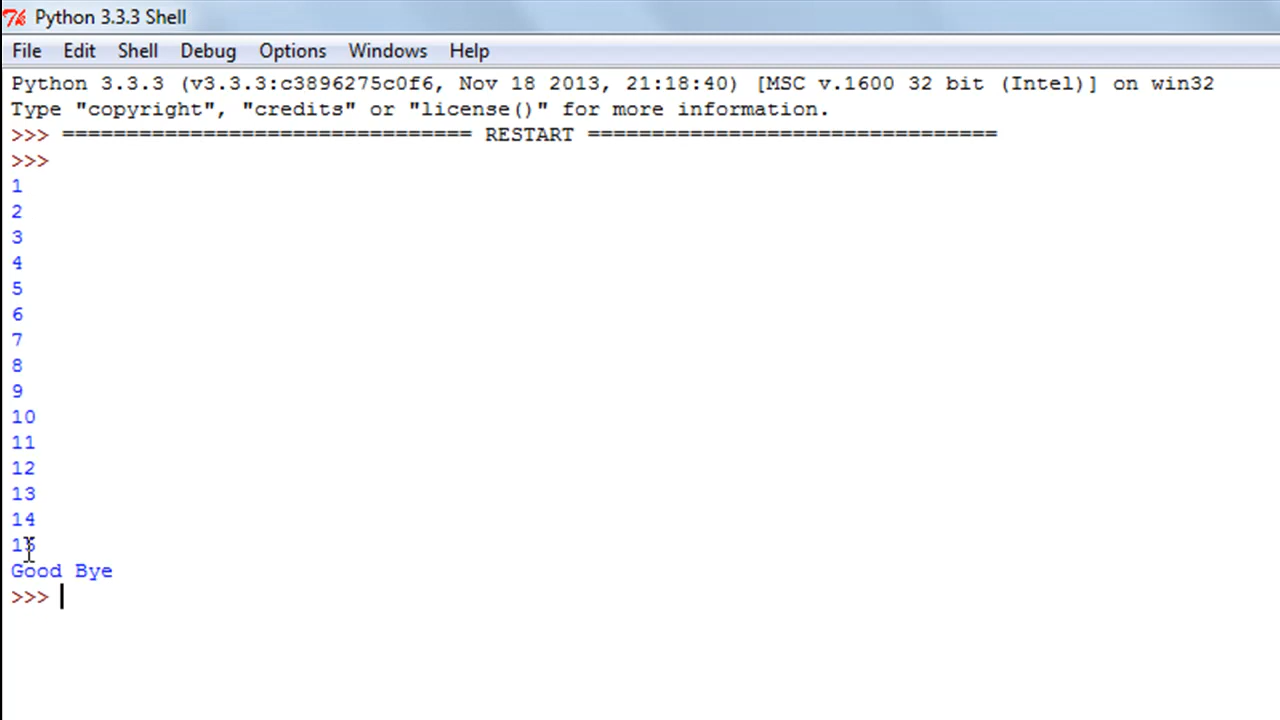 Python 3.3.3 Shell
File Edit Shell Debug Options Windows Help
Python 3.3.3 (v3.3.3:c3896275c0f6, Nov 18 2013, 21:18:40) [MSC v.1600 32 bit (Intel)] on win32
Type "copyright", "credits" or "license()" for more information.
>>> ================================ RESTART ================================
>>>
1
2
3
4
5
6
7
8
9
10
11
12
13
14
15
Good Bye
>>>